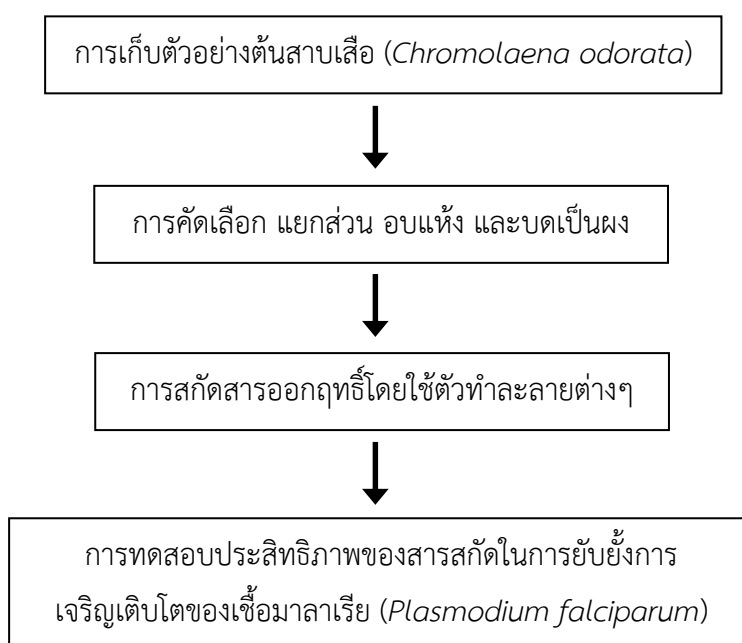 การเก็บตัวอย่างต้นสาบเสือ (Chromolaena odorata)
การคัดเลือก แยกส่วน อบแห้ง และบดเป็นผง
การสกัดสารออกฤทธิ์โดยใช้ตัวทำละลายต่างๆ
การทดสอบประสิทธิภาพของสารสกัดในการยับยั้งการ
เจริญเติบโตของเชื้อมาลาเรีย (Plasmodium falciparum)